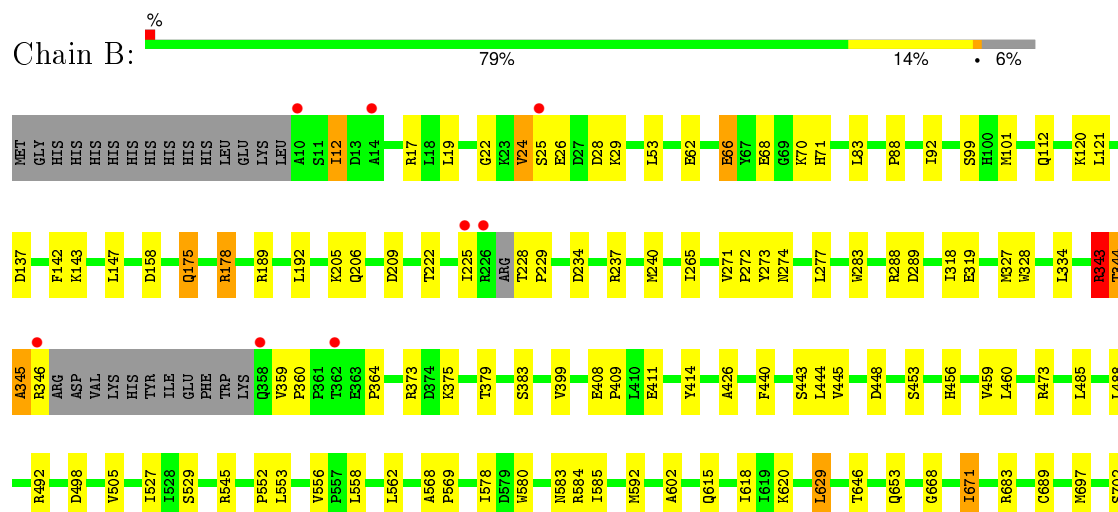 %
Chain B:
79% 14% • 6%
MET GLY HIS HIS HIS HIS HIS HIS HIS HIS HIS HIS LEU GLU LYS LEU A10 S11 I12 D13 A14 R17 L18 L19 G22 K23 V24 S25 E26 D27 D28 K29 L53 E62 E66 Y67 E68 G69 K70 H71 L83 P88 I92 S99 H100 M101 Q112 K120 L121
D137 F142 K143 L147 D158 Q175 R178 R189 L192 K205 Q206 D209 T222 I225 R226 ARG T228 P229 D234 R237 M240 I265 V271 P272 Y273 N274 L277 W283 R288 D289 I318 E319 M327 W328 L334 R343 T344
A345 R346 ARG ASP VAL LYS HIS TYR ILE GLU PHE TRP LYS Q358 V359 P360 P361 T362 E363 P364 R373 D374 K375 T379 S383 V399 E408 P409 L410 E411 Y414 A426 F440 S443 L444 V445 D448 S453 H456 V459 L460 R473 L485 L488
R492 D498 V505 I527 I528 S529 R545 P552 L553 V556 P557 L558 L562 A568 P569 I578 D579 W580 N583 R584 I585 M592 A602 Q615 I618 I619 K620 L629 T646 Q653 G668 I671 R683 C689 M697 S702